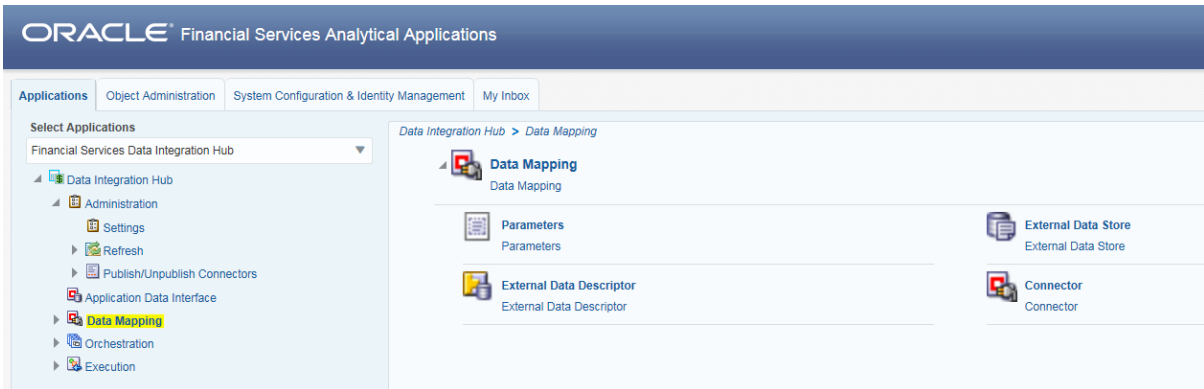 ORACLE® Financial Services Analytical Applications
Applications Object Administration System Configuration & Identity Management My Inbox
Select Applications
Financial Services Data Integration Hub
Data Integration Hub
Administration
Settings
Refresh
Publish/Unpublish Connectors
Application Data Interface
Data Mapping
Orchestration
Execution
Data Integration Hub > Data Mapping
Data Mapping
Data Mapping
Parameters
Parameters
External Data Store
External Data Store
External Data Descriptor
External Data Descriptor
Connector
Connector